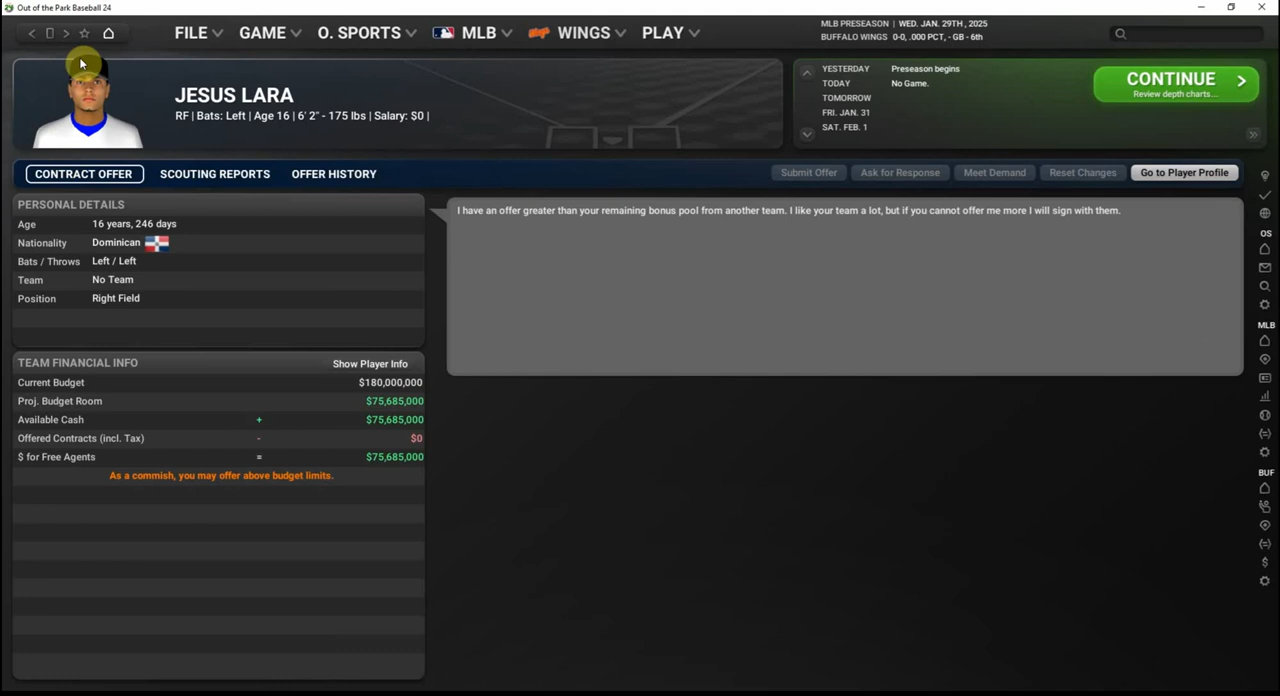 Out of the Park Baseball 24
FILE GAME O. SPORTS MLB WINGS PLAY
MLB PRESEASON | WED. JAN. 29TH, 2025
BUFFALO WINGS 0-0, .000 PCT, - GB - 6th
JESUS LARA
RF | Bats: Left | Age 16 | 6' 2" - 175 lbs | Salary: $0 |
YESTERDAY Preseason begins
TODAY No Game.
TOMORROW
FRI. JAN. 31
SAT. FEB. 1
CONTINUE
Review depth charts...
CONTRACT OFFER SCOUTING REPORTS OFFER HISTORY
Submit Offer Ask for Response Meet Demand Reset Changes Go to Player Profile
PERSONAL DETAILS
Age 16 years, 246 days
Nationality Dominican
Bats / Throws Left / Left
Team No Team
Position Right Field
I have an offer greater than your remaining bonus pool from another team. I like your team a lot, but if you cannot offer me more I will sign with them.
TEAM FINANCIAL INFO Show Player Info
Current Budget $180,000,000
Proj. Budget Room $75,685,000
Available Cash + $75,685,000
Offered Contracts (incl. Tax) - $0
$ for Free Agents = $75,685,000
As a commish, you may offer above budget limits.
OS
MLB
BUF